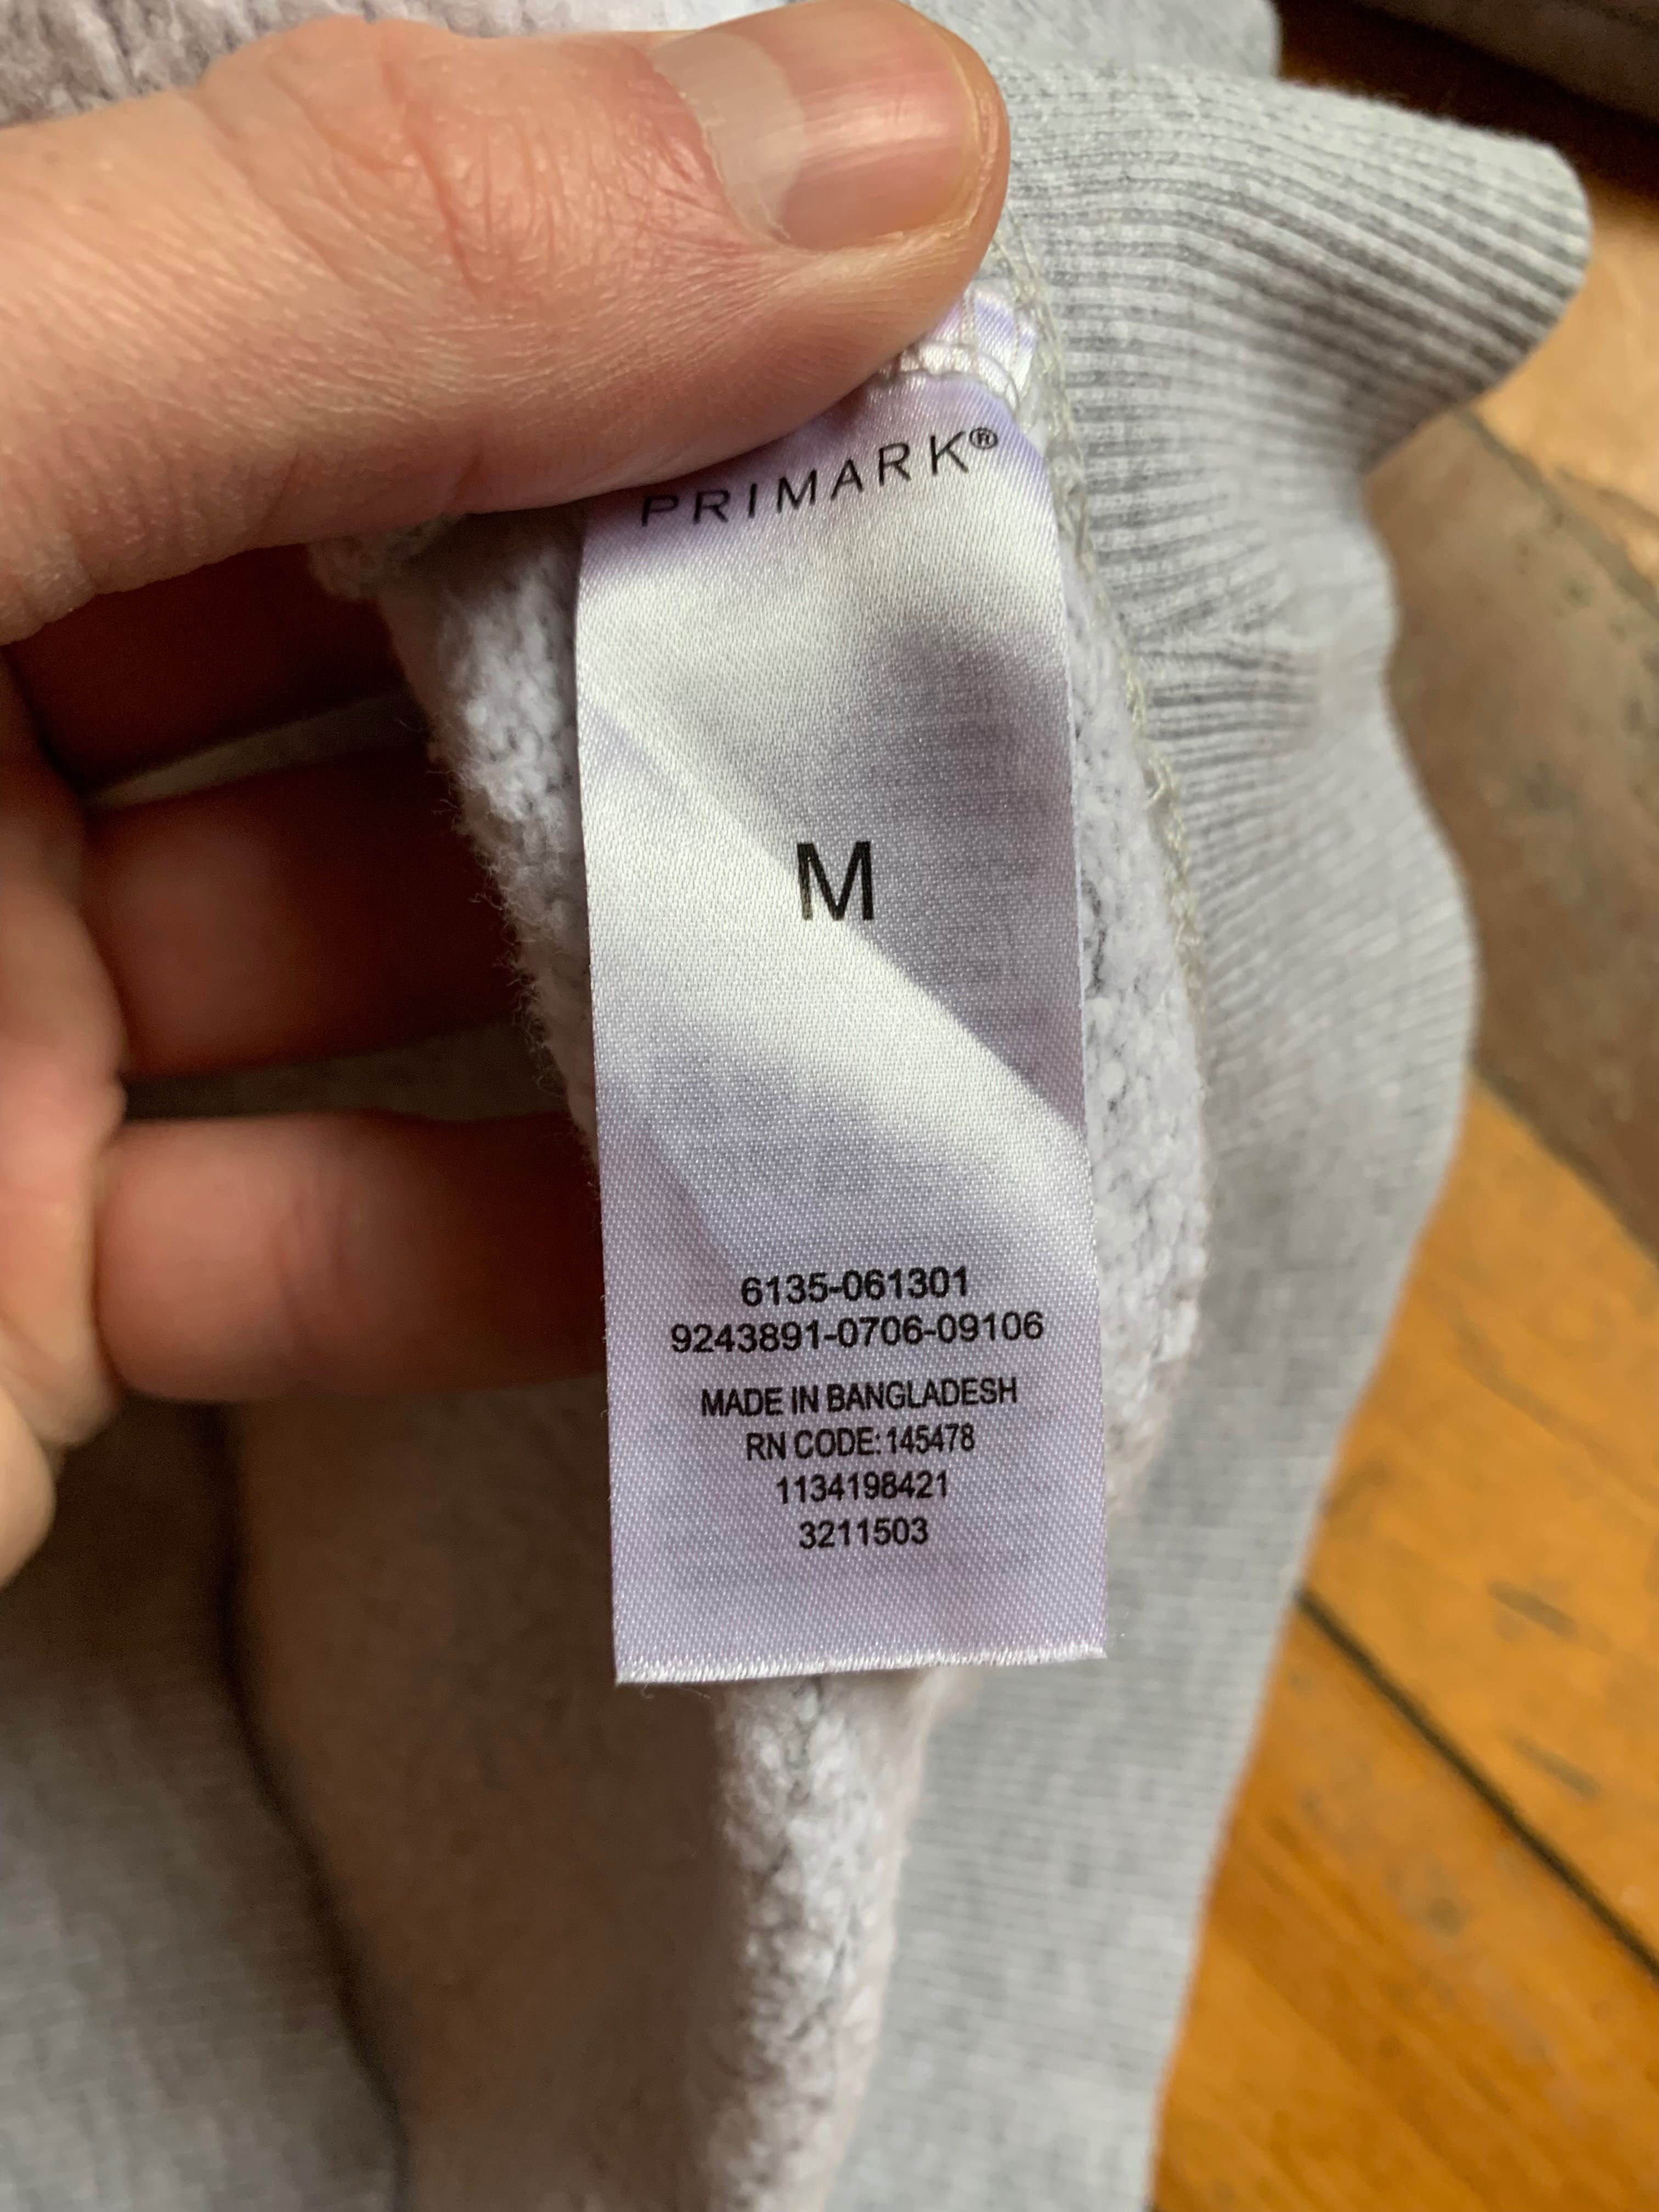 PRIMARK®
M
6135-061301
9243891-0706-09106
MADE IN BANGLADESH
RN CODE: 145478
1134198421
3211503